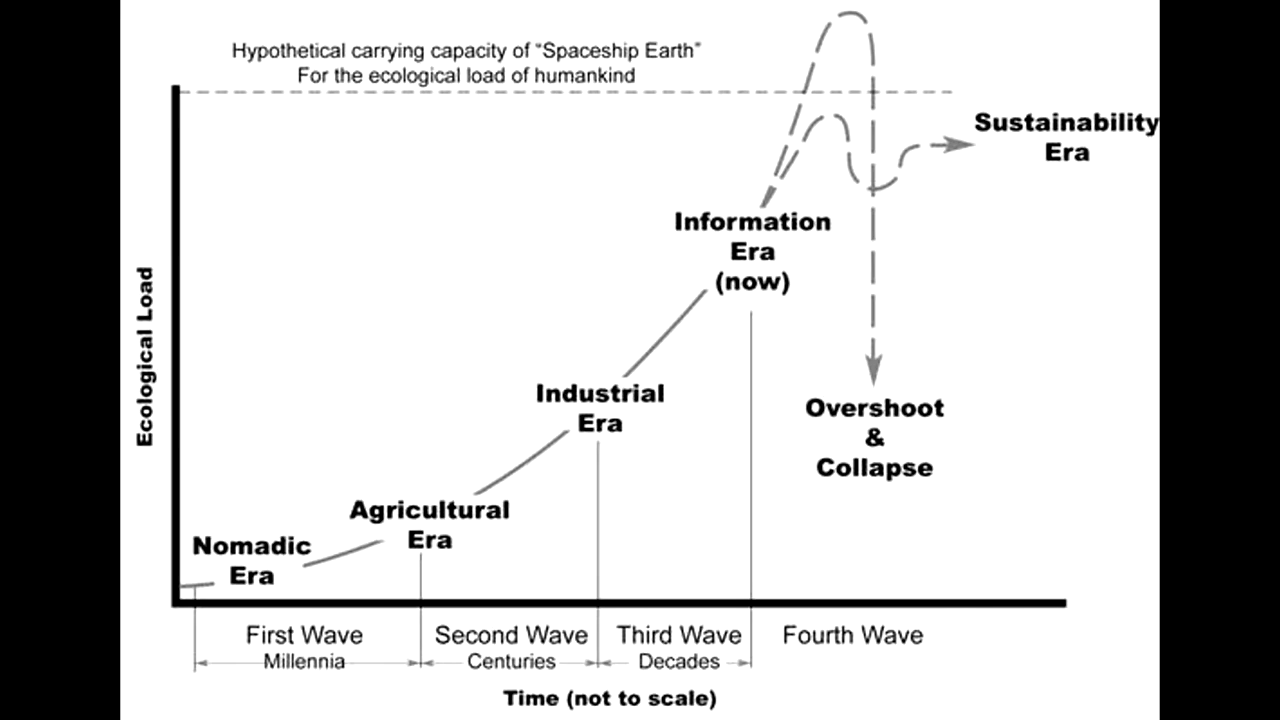 Hypothetical carrying capacity of “Spaceship Earth”
For the ecological load of humankind
Sustainability
Era
Information
Era
(now)
Ecological Load
Industrial
Era
Overshoot
&
Collapse
Agricultural
Era
Nomadic
Era
First Wave
Second Wave
Third Wave
Fourth Wave
Millennia
Centuries
Decades
Time (not to scale)